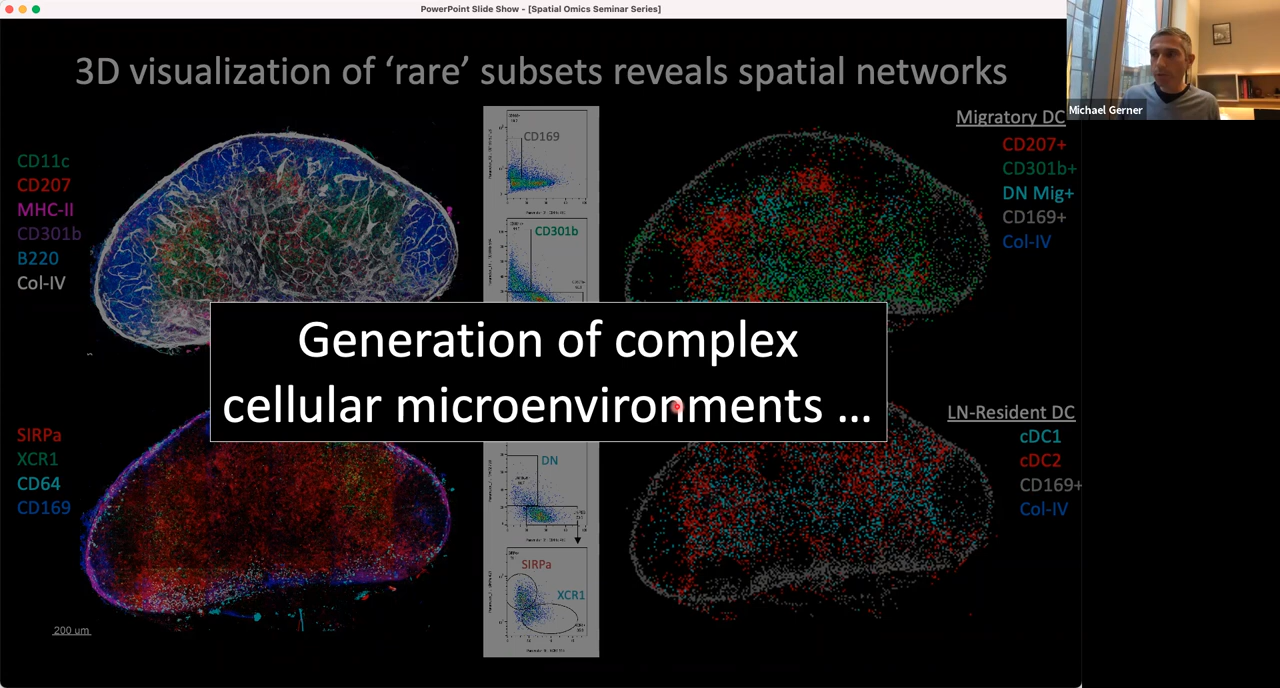 PowerPoint Slide Show - [Spatial Omics Seminar Series]
3D visualization of ‘rare’ subsets reveals spatial networks
Michael Gerner
CD11c
CD207
MHC-II
CD301b
B220
Col-IV
CD169
CD301b
Migratory DC
CD207+
CD301b+
DN Mig+
CD169+
Col-IV
Generation of complex
cellular microenvironments ...
SIRPa
XCR1
CD64
CD169
200 um
DN
SIRPa
XCR1
LN-Resident DC
cDC1
cDC2
CD169+
Col-IV